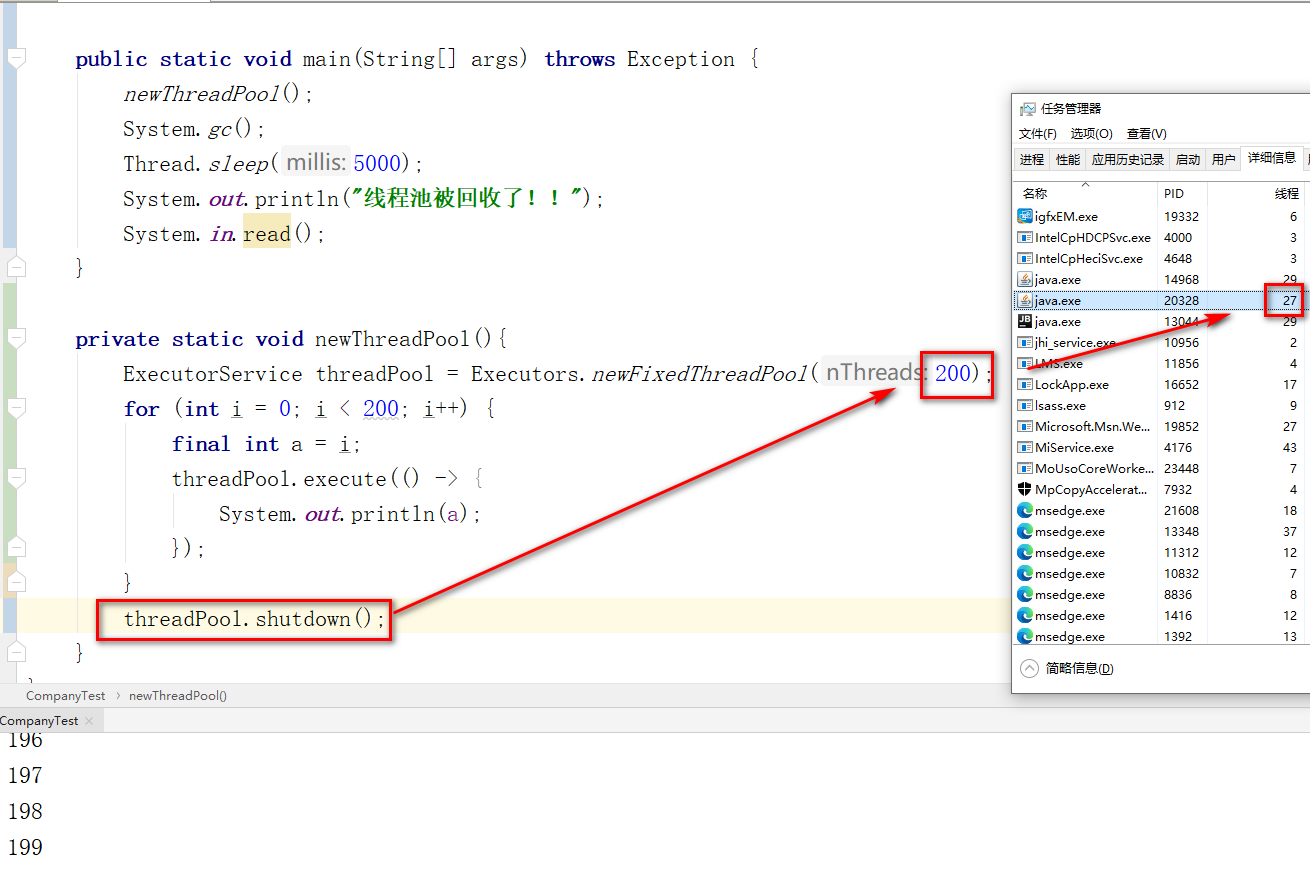 public static void main(String[] args) throws Exception {
newThreadPool();
System.gc();
Thread.sleep( millis: 5000);
System.out.println("线程池被回收了！！");
System.in.read();
}
private static void newThreadPool(){
ExecutorService threadPool = Executors.newFixedThreadPool( nThreads: 200);
for (int i = 0; i < 200; i++) {
final int a = i;
threadPool.execute(() -> {
System.out.println(a);
});
}
threadPool.shutdown();
}
CompanyTest › newThreadPool()
CompanyTest ×
196
197
198
199
任务管理器
文件(F) 选项(O) 查看(V)
进程 性能 应用历史记录 启动 用户 详细信息
名称 PID 线程
igfxEM.exe 19332 6
IntelCpHDCPSvc.exe 4000 3
IntelCpHeciSvc.exe 4648 3
java.exe 14968 29
java.exe 20328 27
java.exe 13044 29
jhi_service.exe 10956 2
LMS.exe 11856 4
LockApp.exe 16652 17
lsass.exe 912 9
Microsoft.Msn.We... 19852 27
MiService.exe 4176 43
MoUsoCoreWorke... 23448 7
MpCopyAccelerat... 7932 4
msedge.exe 21608 18
msedge.exe 13348 37
msedge.exe 11312 12
msedge.exe 10832 7
msedge.exe 8836 8
msedge.exe 1416 12
msedge.exe 1392 13
简略信息(D)